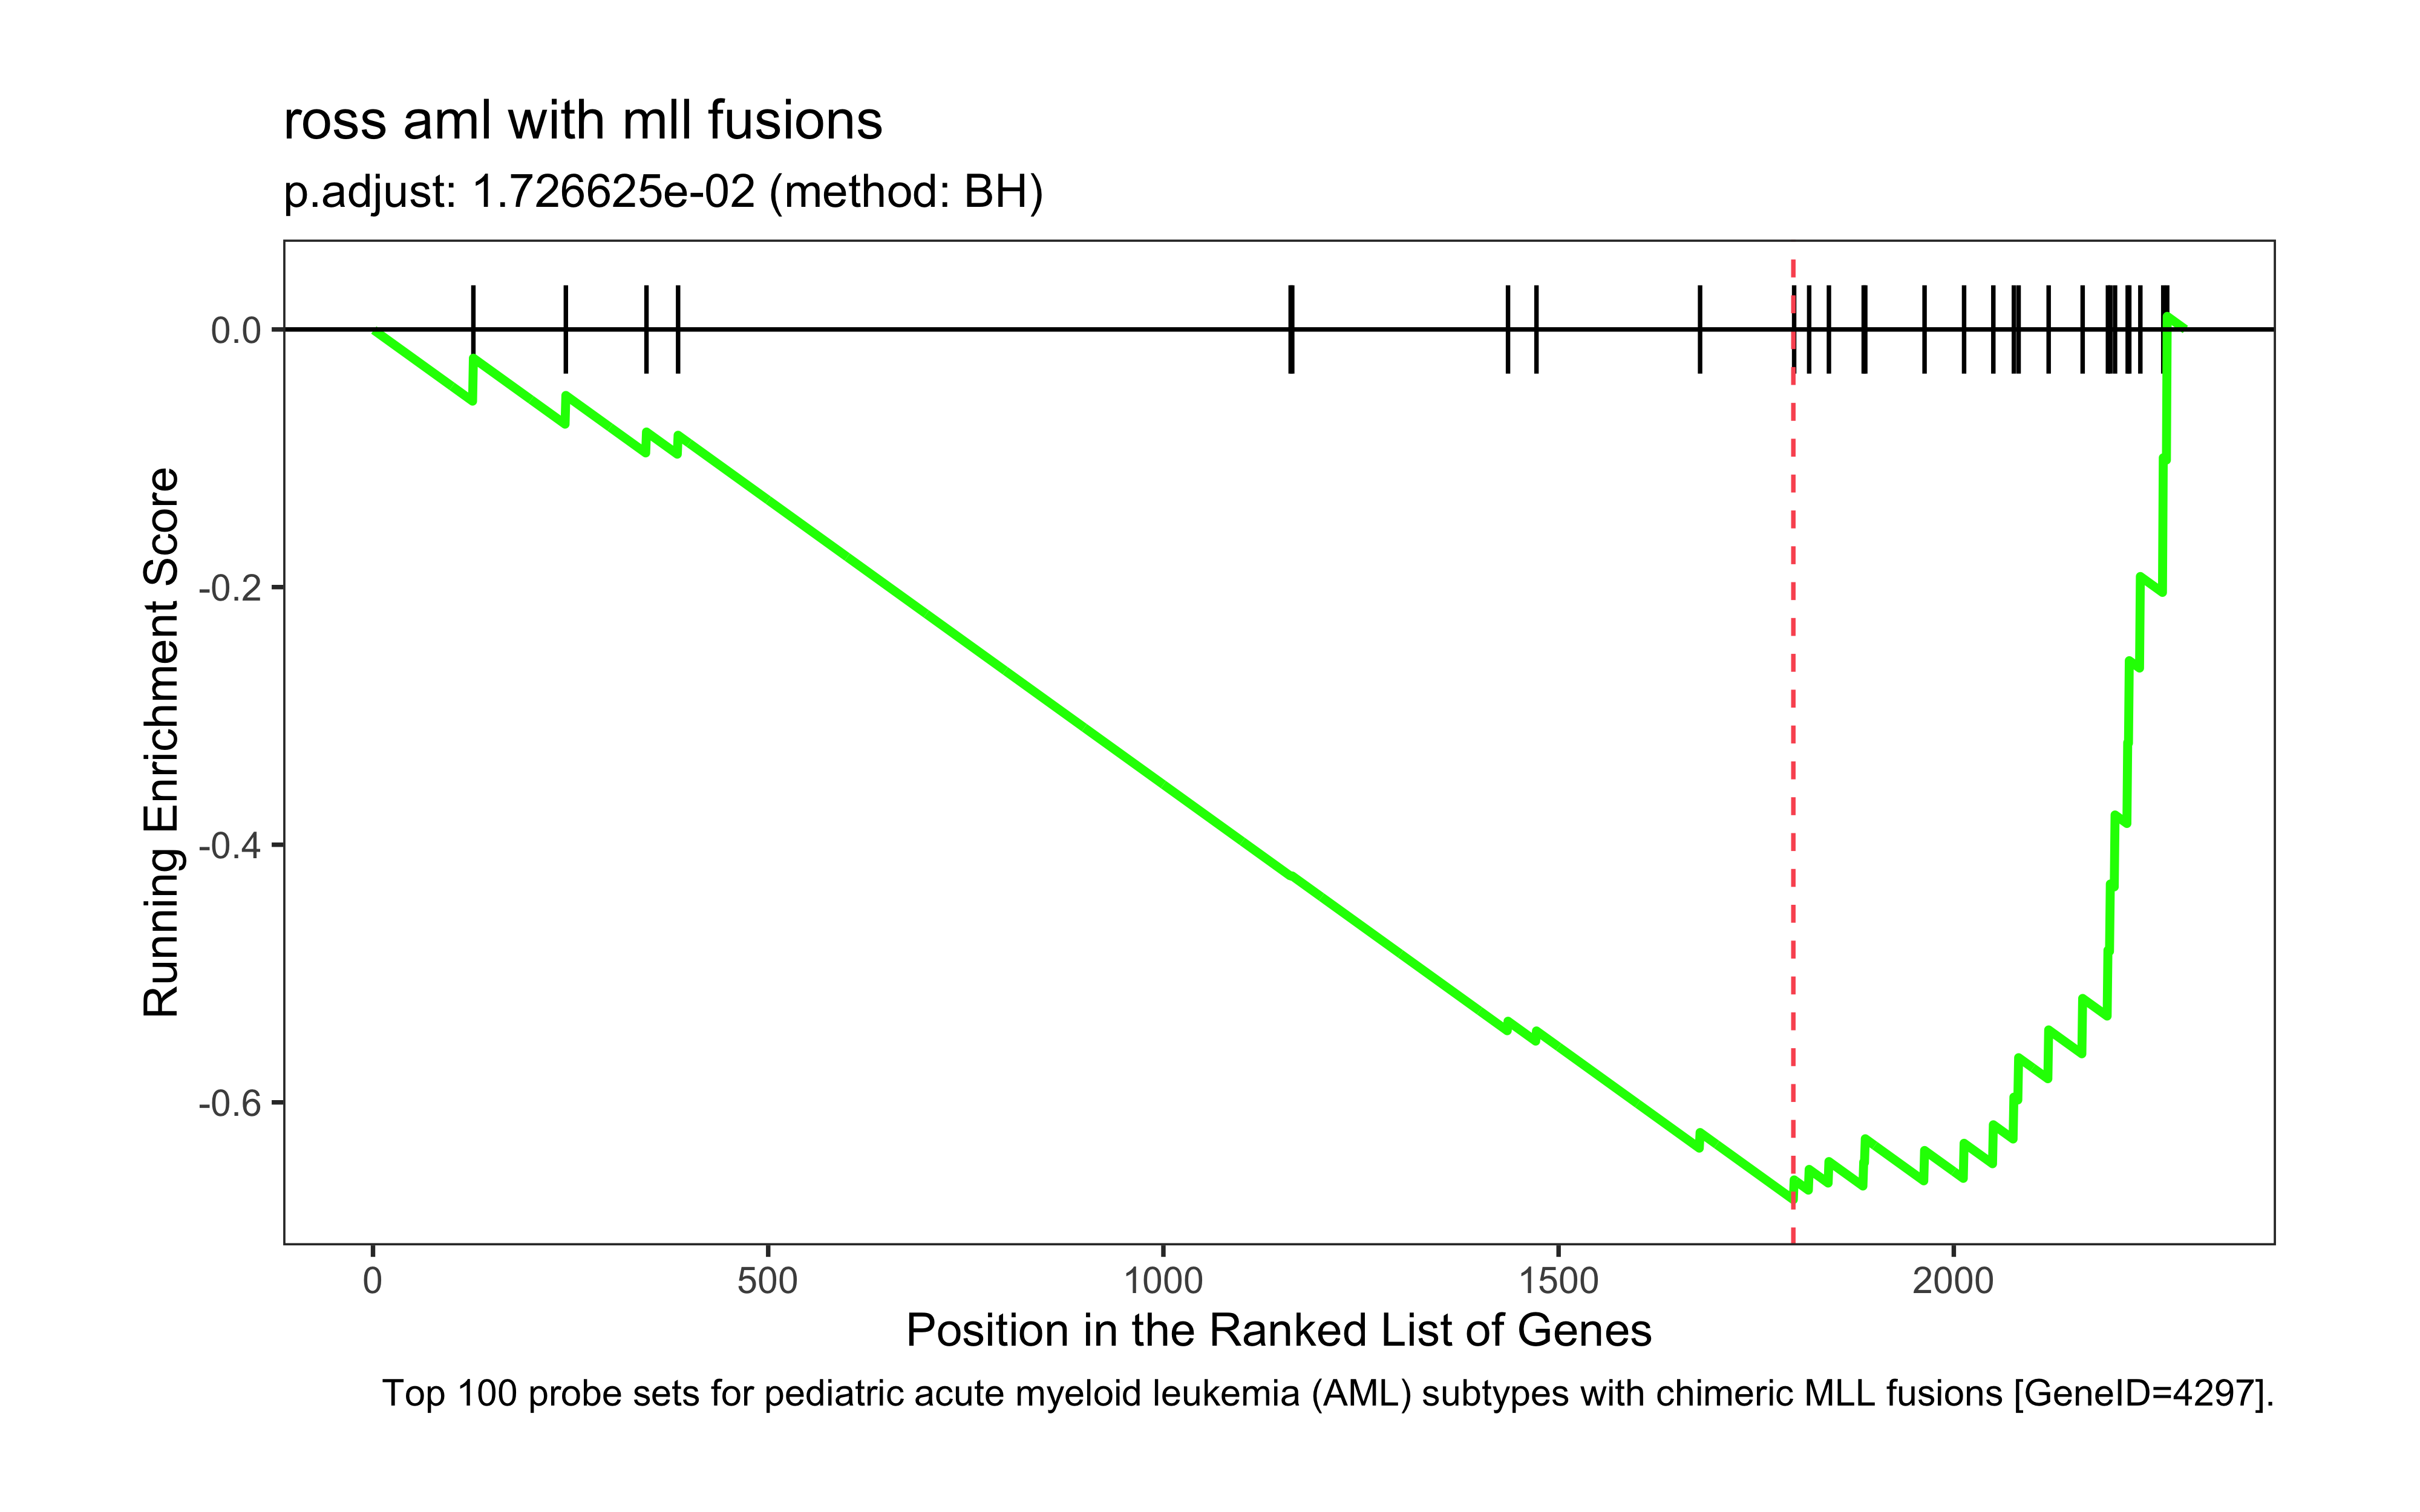 ross aml with mll fusions
p.adjust: 1.726625e-02 (method: BH)
Running Enrichment Score
0.0
-0.2
-0.4
-0.6
0 500 1000 1500 2000
Position in the Ranked List of Genes
Top 100 probe sets for pediatric acute myeloid leukemia (AML) subtypes with chimeric MLL fusions [GeneID=4297].